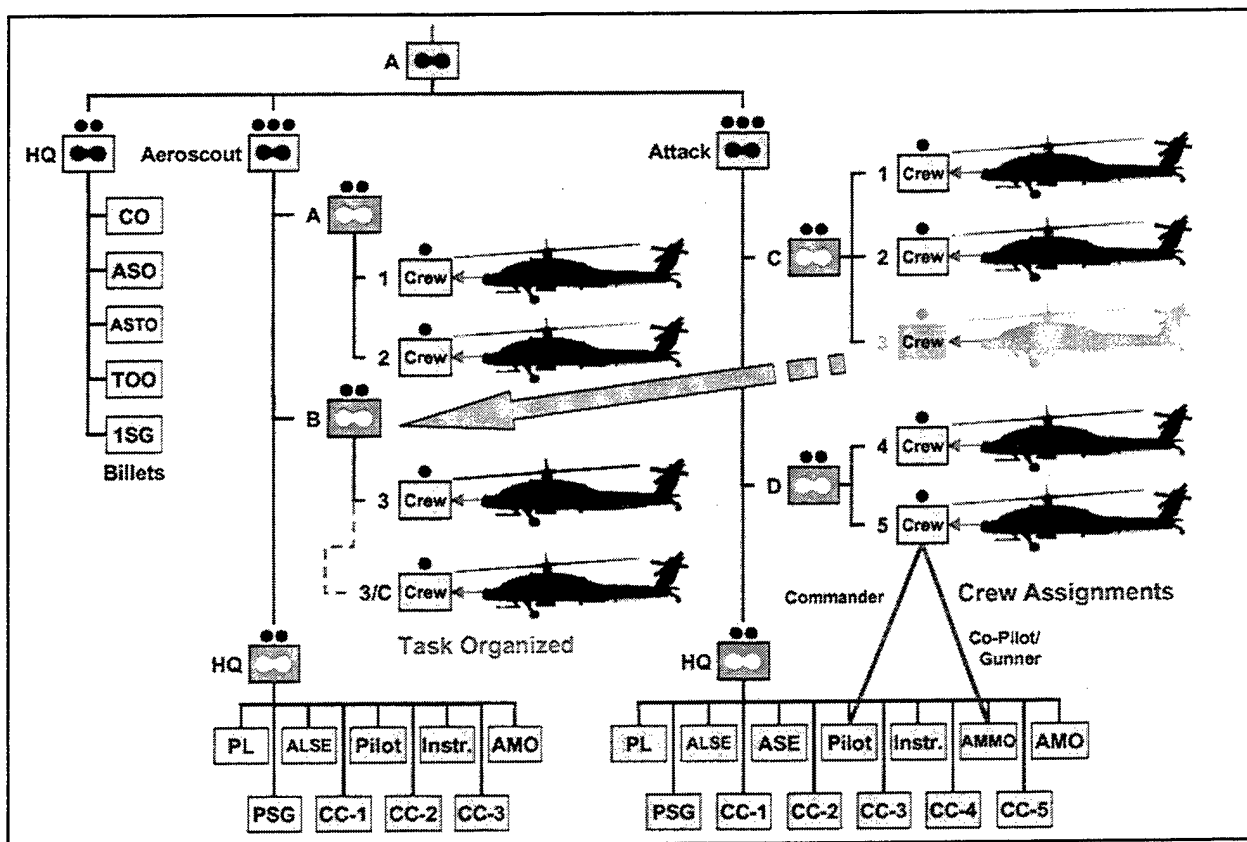 A
HQ
Aeroscout
Attack
CO
ASO
ASTO
TOO
1SG
Billets
A
1 Crew
2 Crew
B
3 Crew
3/C Crew
Task Organized
C
1 Crew
2 Crew
3 Crew
D
4 Crew
5 Crew
Commander
Crew Assignments
Co-Pilot/
Gunner
HQ
PL ALSE Pilot Instr. AMO
PSG CC-1 CC-2 CC-3
HQ
PL ALSE ASE Pilot Instr. AMMO AMO
PSG CC-1 CC-2 CC-3 CC-4 CC-5